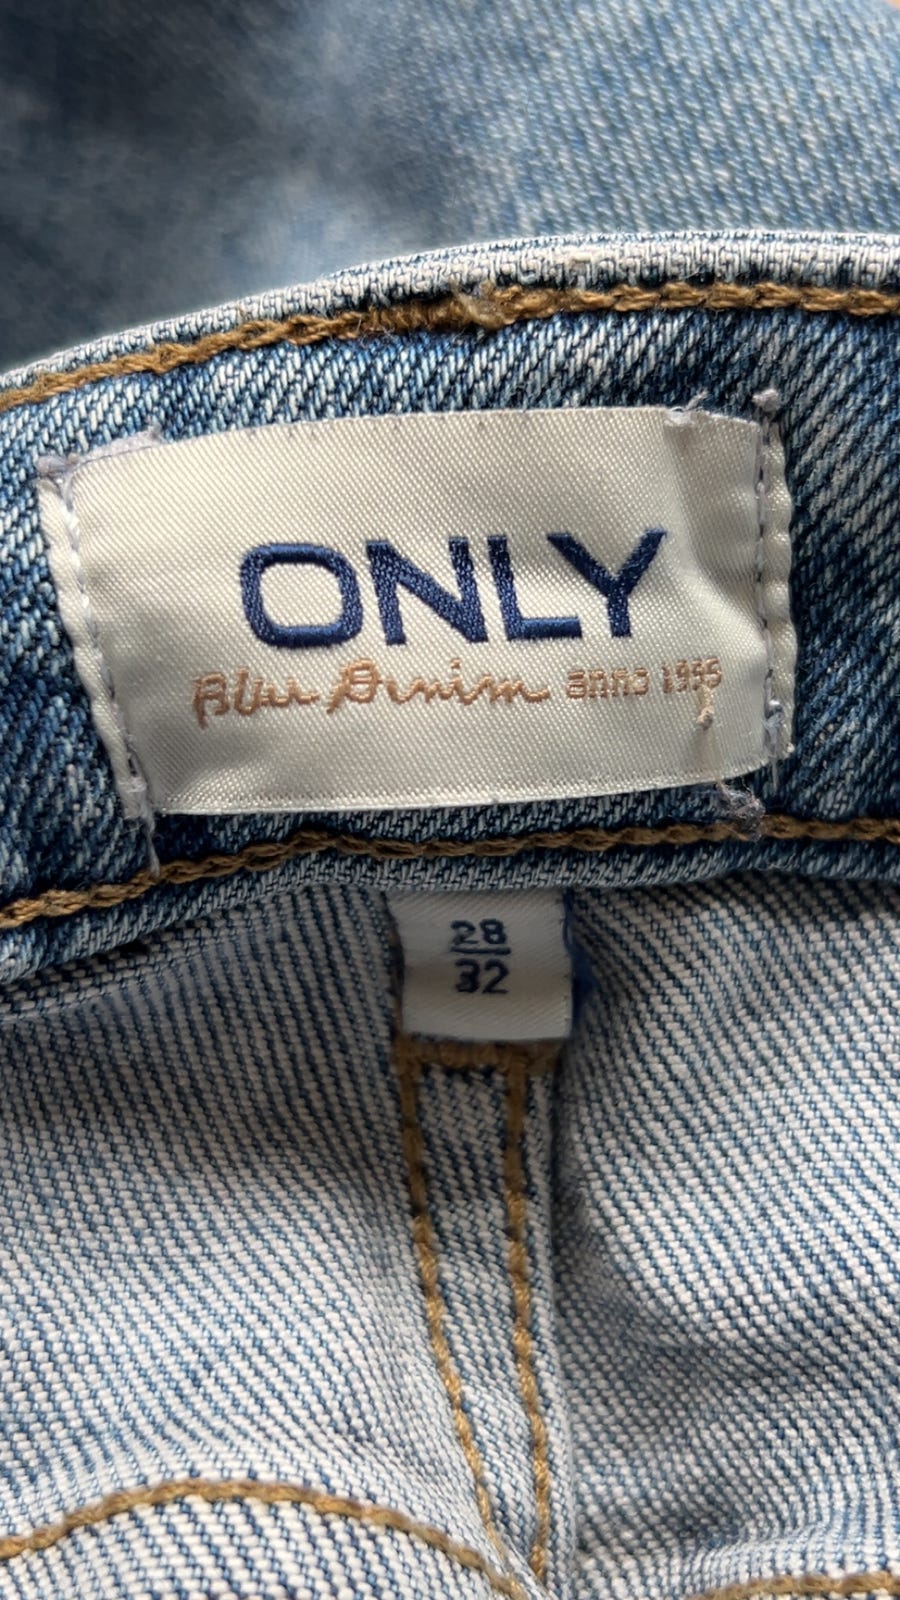 ONLY
Blue Denim ANNO 1995
28
32